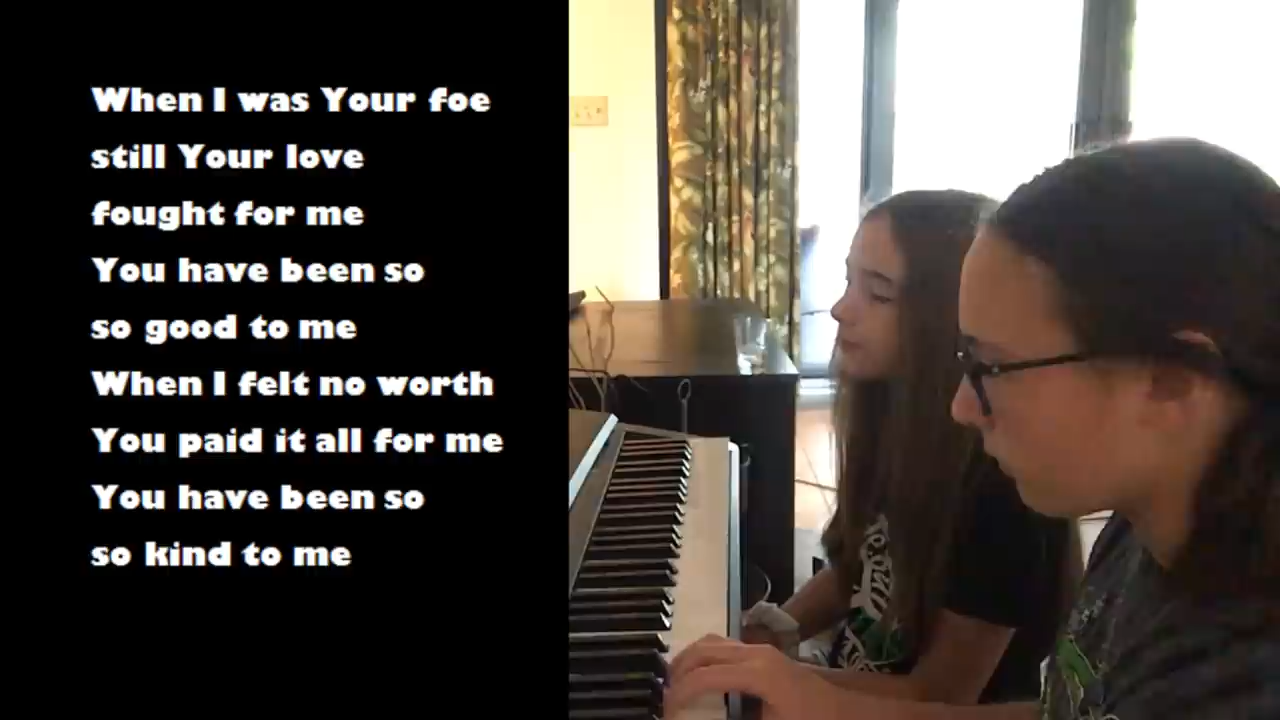 When I was Your foe
still Your love
fought for me
You have been so
so good to me
When I felt no worth
You paid it all for me
You have been so
so kind to me